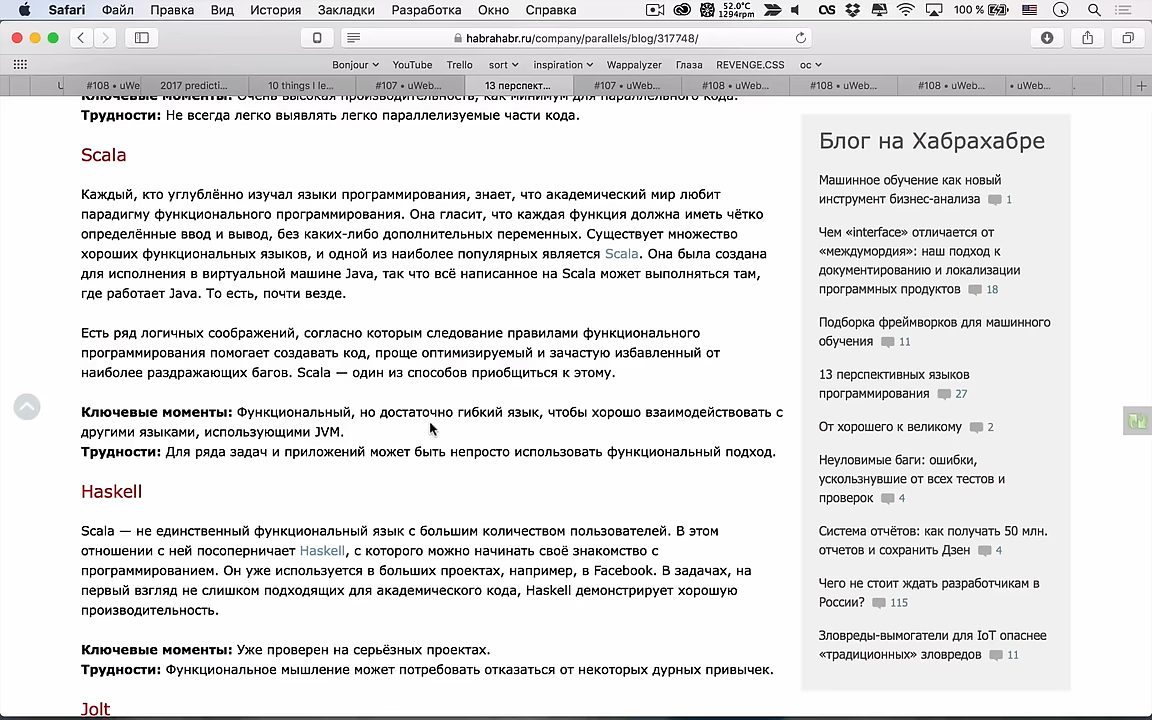 Safari Файл Правка Вид История Закладки Разработка Окно Справка 52.0°C 1294rpm 100 %
habrahabr.ru/company/parallels/blog/317748/
Bonjour YouTube Trello sort inspiration Wappalyzer Глаза REVENGE.CSS ос
#108 – uWe 2017 predicti... 10 things I le... #107 – uWeb... 13 перспект... #107 – uWeb... #108 – uWeb... #108 – uWeb... #108 – uWeb... – uWeb...
Ключевые моменты: Очень высокая производительность, как минимум для параллельного кода.
Трудности: Не всегда легко выявлять легко параллелизуемые части кода.
Scala
Каждый, кто углублённо изучал языки программирования, знает, что академический мир любит
парадигму функционального программирования. Она гласит, что каждая функция должна иметь чётко
определённые ввод и вывод, без каких-либо дополнительных переменных. Существует множество
хороших функциональных языков, и одной из наиболее популярных является Scala. Она была создана
для исполнения в виртуальной машине Java, так что всё написанное на Scala может выполняться там,
где работает Java. То есть, почти везде.
Есть ряд логичных соображений, согласно которым следование правилами функционального
программирования помогает создавать код, проще оптимизируемый и зачастую избавленный от
наиболее раздражающих багов. Scala — один из способов приобщиться к этому.
Ключевые моменты: Функциональный, но достаточно гибкий язык, чтобы хорошо взаимодействовать с
другими языками, использующими JVM.
Трудности: Для ряда задач и приложений может быть непросто использовать функциональный подход.
Haskell
Scala — не единственный функциональный язык с большим количеством пользователей. В этом
отношении с ней посоперничает Haskell, с которого можно начинать своё знакомство с
программированием. Он уже используется в больших проектах, например, в Facebook. В задачах, на
первый взгляд не слишком подходящих для академического кода, Haskell демонстрирует хорошую
производительность.
Ключевые моменты: Уже проверен на серьёзных проектах.
Трудности: Функциональное мышление может потребовать отказаться от некоторых дурных привычек.
Jolt
Блог на Хабрахабре
Машинное обучение как новый
инструмент бизнес-анализа 1
Чем «interface» отличается от
«междумордия»: наш подход к
документированию и локализации
программных продуктов 18
Подборка фреймворков для машинного
обучения 11
13 перспективных языков
программирования 27
От хорошего к великому 2
Неуловимые баги: ошибки,
ускользнувшие от всех тестов и
проверок 4
Система отчётов: как получать 50 млн.
отчетов и сохранить Дзен 4
Чего не стоит ждать разработчикам в
России? 115
Зловреды-вымогатели для IoT опаснее
«традиционных» зловредов 11